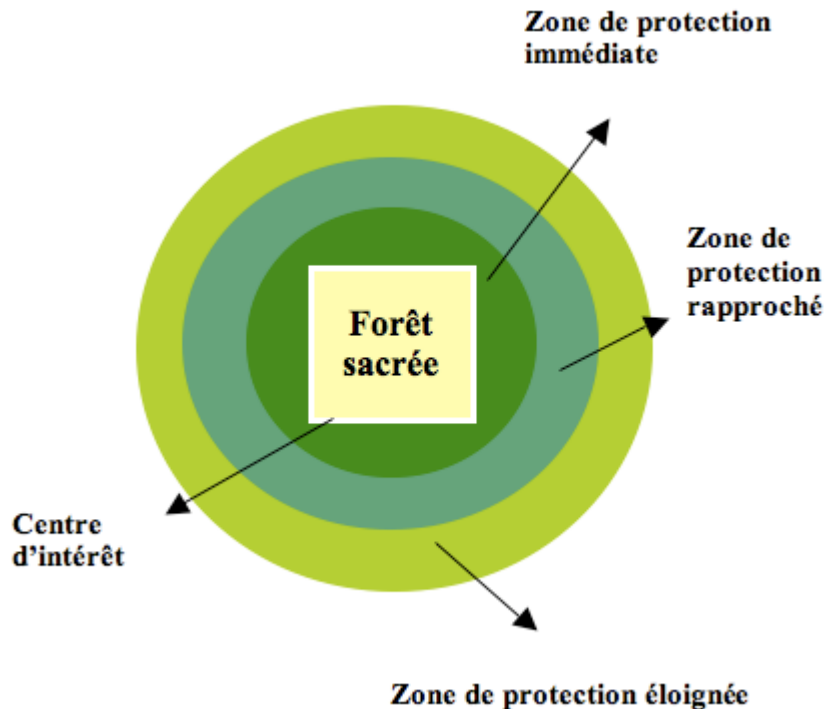 Zone de protection
immédiate
Zone de
protection
rapproché
Forêt
sacrée
Centre
d'intérêt
Zone de protection éloignée